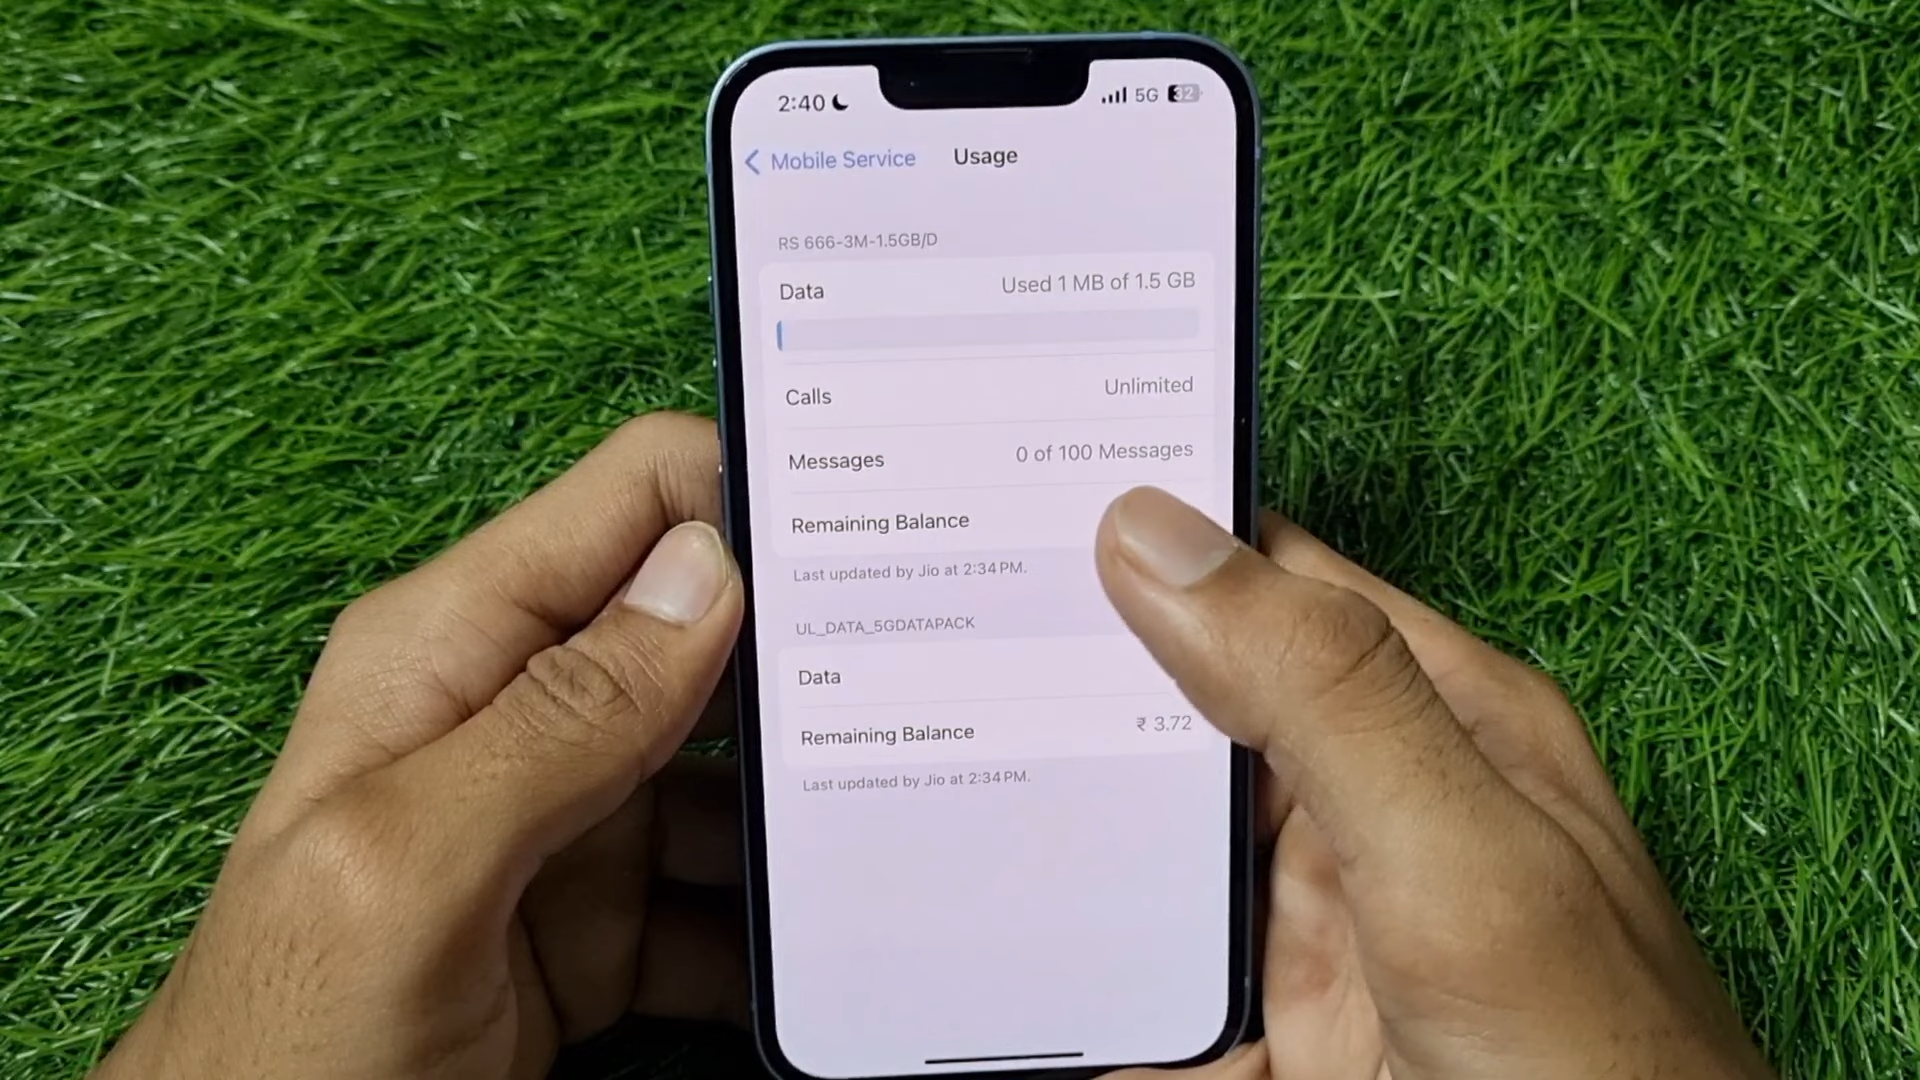 2:40 5G 32
Mobile Service Usage
RS 666-3M-1.5GB/D
Data Used 1 MB of 1.5 GB
Calls Unlimited
Messages 0 of 100 Messages
Remaining Balance
Last updated by Jio at 2:34 PM.
UL_DATA_5GDATAPACK
Data
Remaining Balance ₹ 3.72
Last updated by Jio at 2:34 PM.